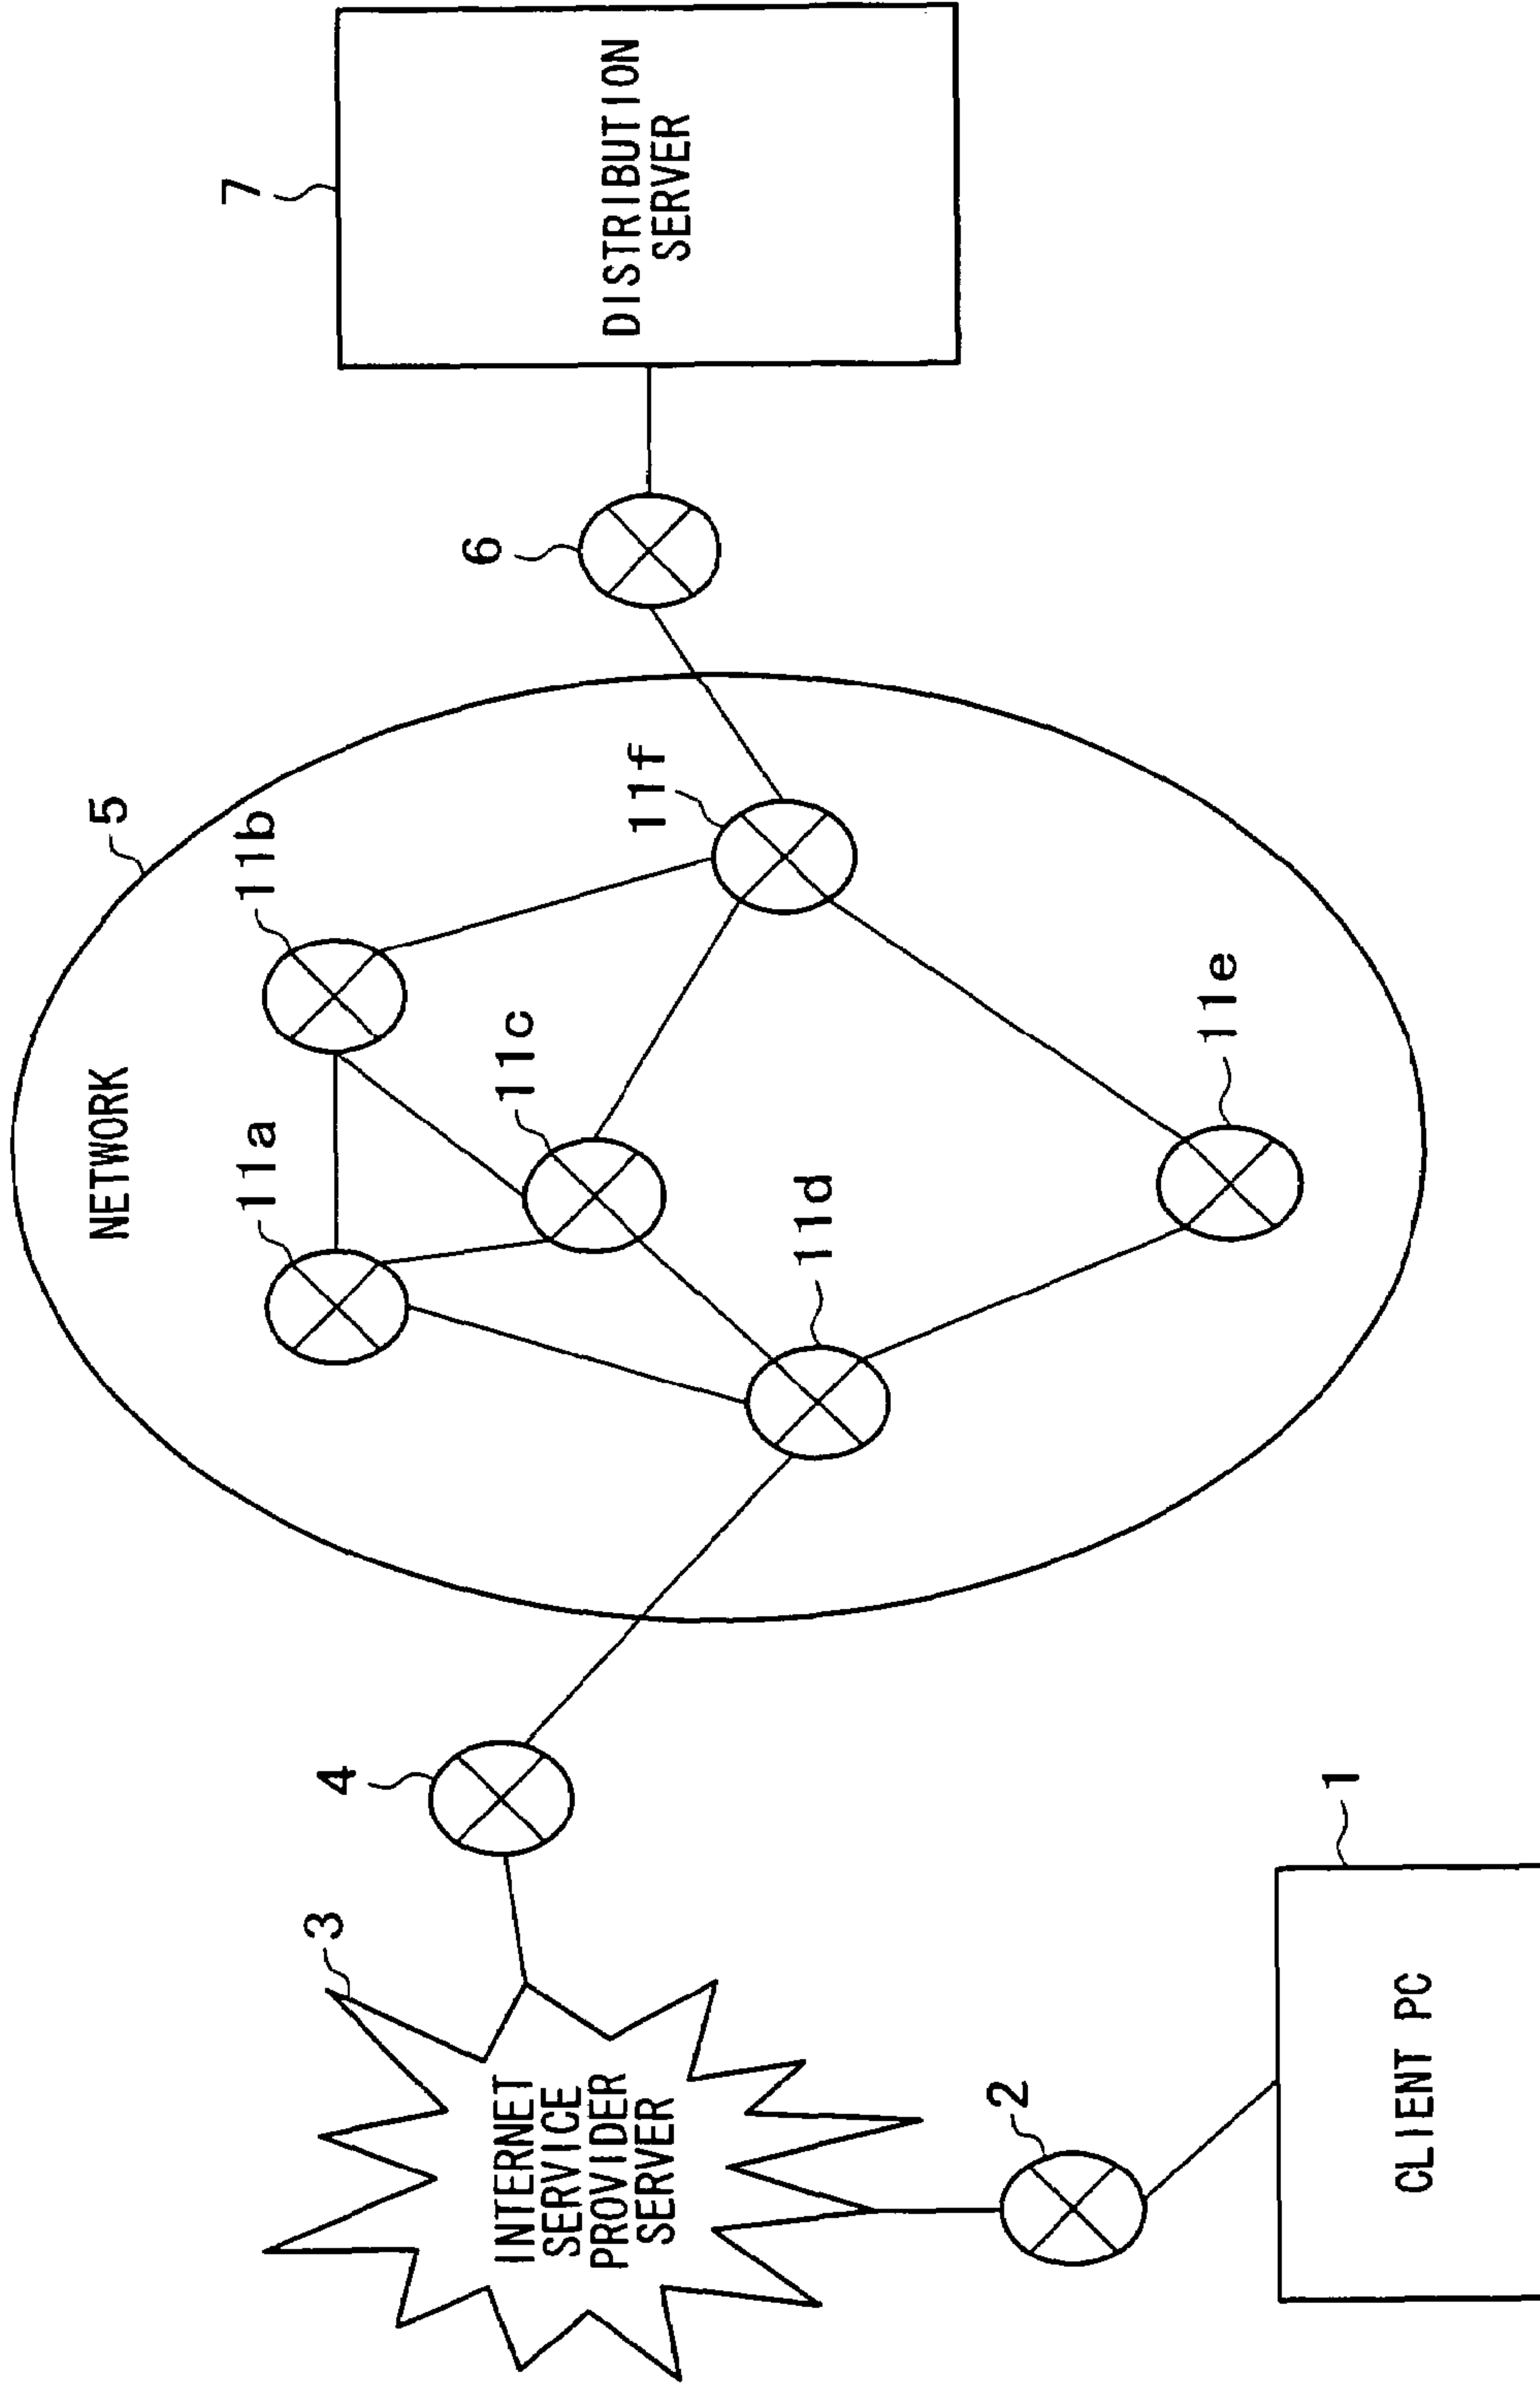 NETWORK
5
7
11a
11b
11c
11f
6
DISTRIBUTION
SERVER
3
4
11d
11e
INTERNET
SERVICE
PROVIDER
SERVER
2
1
CLIENT PC